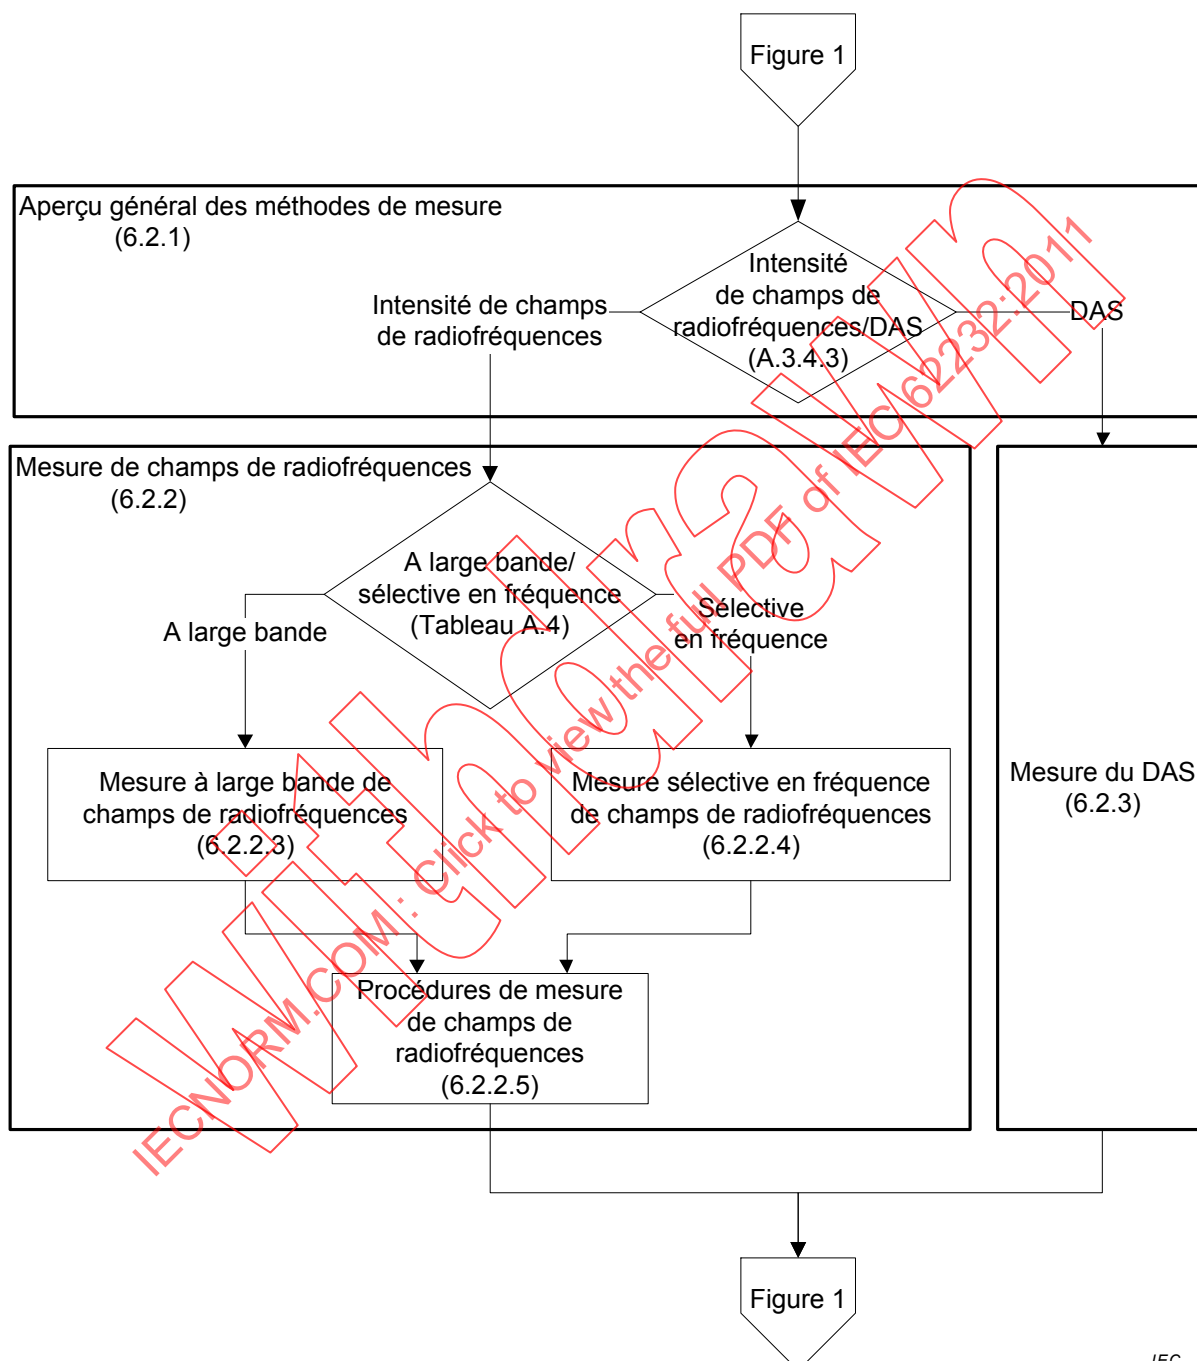 Figure 1
Aperçu général des méthodes de mesure
(6.2.1)
Intensité
de champs de
radiofréquences/DAS
(A.3.4.3)
Intensité de champs
de radiofréquences
DAS
Mesure de champs de radiofréquences
(6.2.2)
A large bande/
sélective en fréquence
(Tableau A.4)
A large bande
Sélective
en fréquence
Mesure à large bande de
champs de radiofréquences
(6.2.2.3)
Mesure sélective en fréquence
de champs de radiofréquences
(6.2.2.4)
Mesure du DAS
(6.2.3)
Procédures de mesure
de champs de
radiofréquences
(6.2.2.5)
Figure 1
IEC
Withdrawn
IECNORM.COM : Click to view the full PDF of IEC 62232:2011